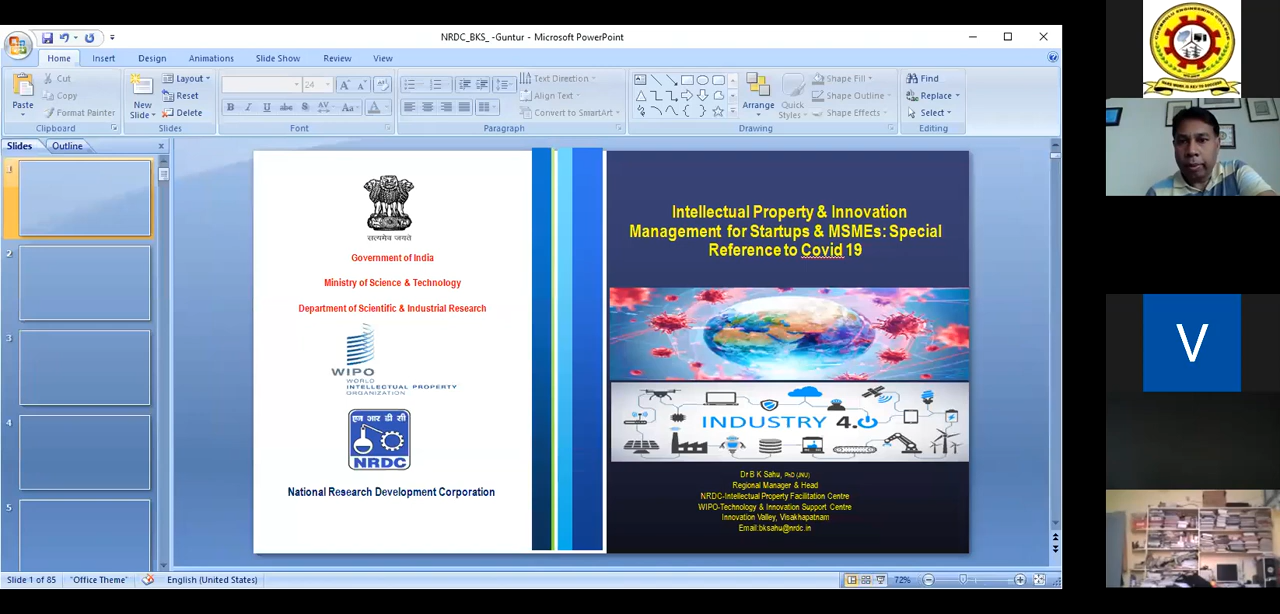 NRDC_BKS_ -Guntur - Microsoft PowerPoint
Home Insert Design Slide Show Animations Review View
Cut
Copy
Format Painter
Paste
Clipboard
New
Slide
Layout
Reset
Delete
Slides
24
Font
Text Direction
Align Text
Convert to SmartArt
Paragraph
Arrange
Quick
Styles
Shape Fill
Shape Outline
Shape Effects
Drawing
Find
Replace
Select
Editing
Slides Outline
1
2
3
4
5
सत्यमेव जयते
Government of India
Ministry of Science & Technology
Department of Scientific & Industrial Research
WIPO
WORLD
INTELLECTUAL PROPERTY
ORGANIZATION
एन आर डी सी
NRDC
National Research Development Corporation
Intellectual Property & Innovation
Management for Startups & MSMEs: Special
Reference to Covid 19
INDUSTRY 4.0
Dr B K Sahu, PhD (JNU)
Regional Manager & Head
NRDC-Intellectual Property Facilitation Centre
WIPO-Technology & Innovation Support Centre
Innovation Valley, Visakhapatnam
Email:bksahu@nrdc.in
Slide 1 of 85 "Office Theme" English (United States) 72%
V